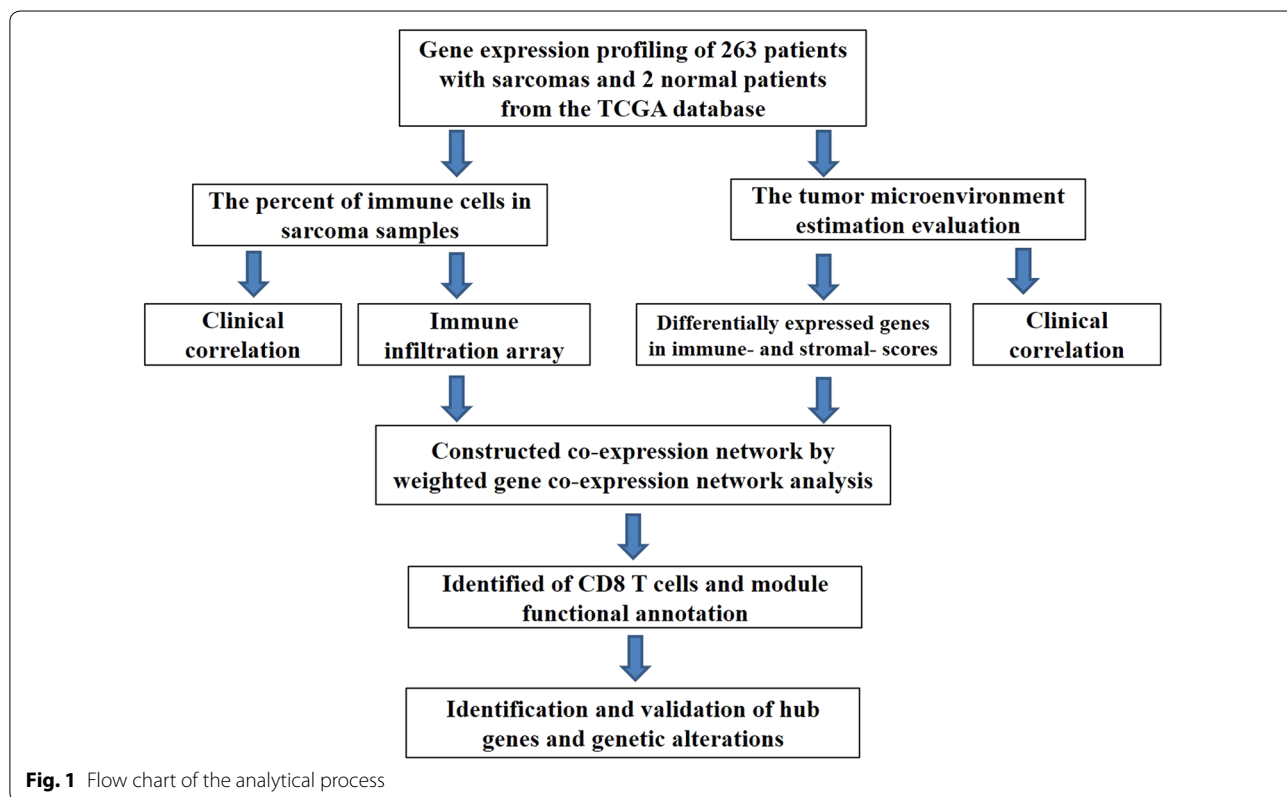 Gene expression profiling of 263 patients
with sarcomas and 2 normal patients
from the TCGA database
The percent of immune cells in
sarcoma samples
The tumor microenvironment
estimation evaluation
Clinical
correlation
Immune
infiltration array
Differentially expressed genes
in immune- and stromal- scores
Clinical
correlation
Constructed co-expression network by
weighted gene co-expression network analysis
Identified of CD8 T cells and module
functional annotation
Identification and validation of hub
genes and genetic alterations
Fig. 1 Flow chart of the analytical process